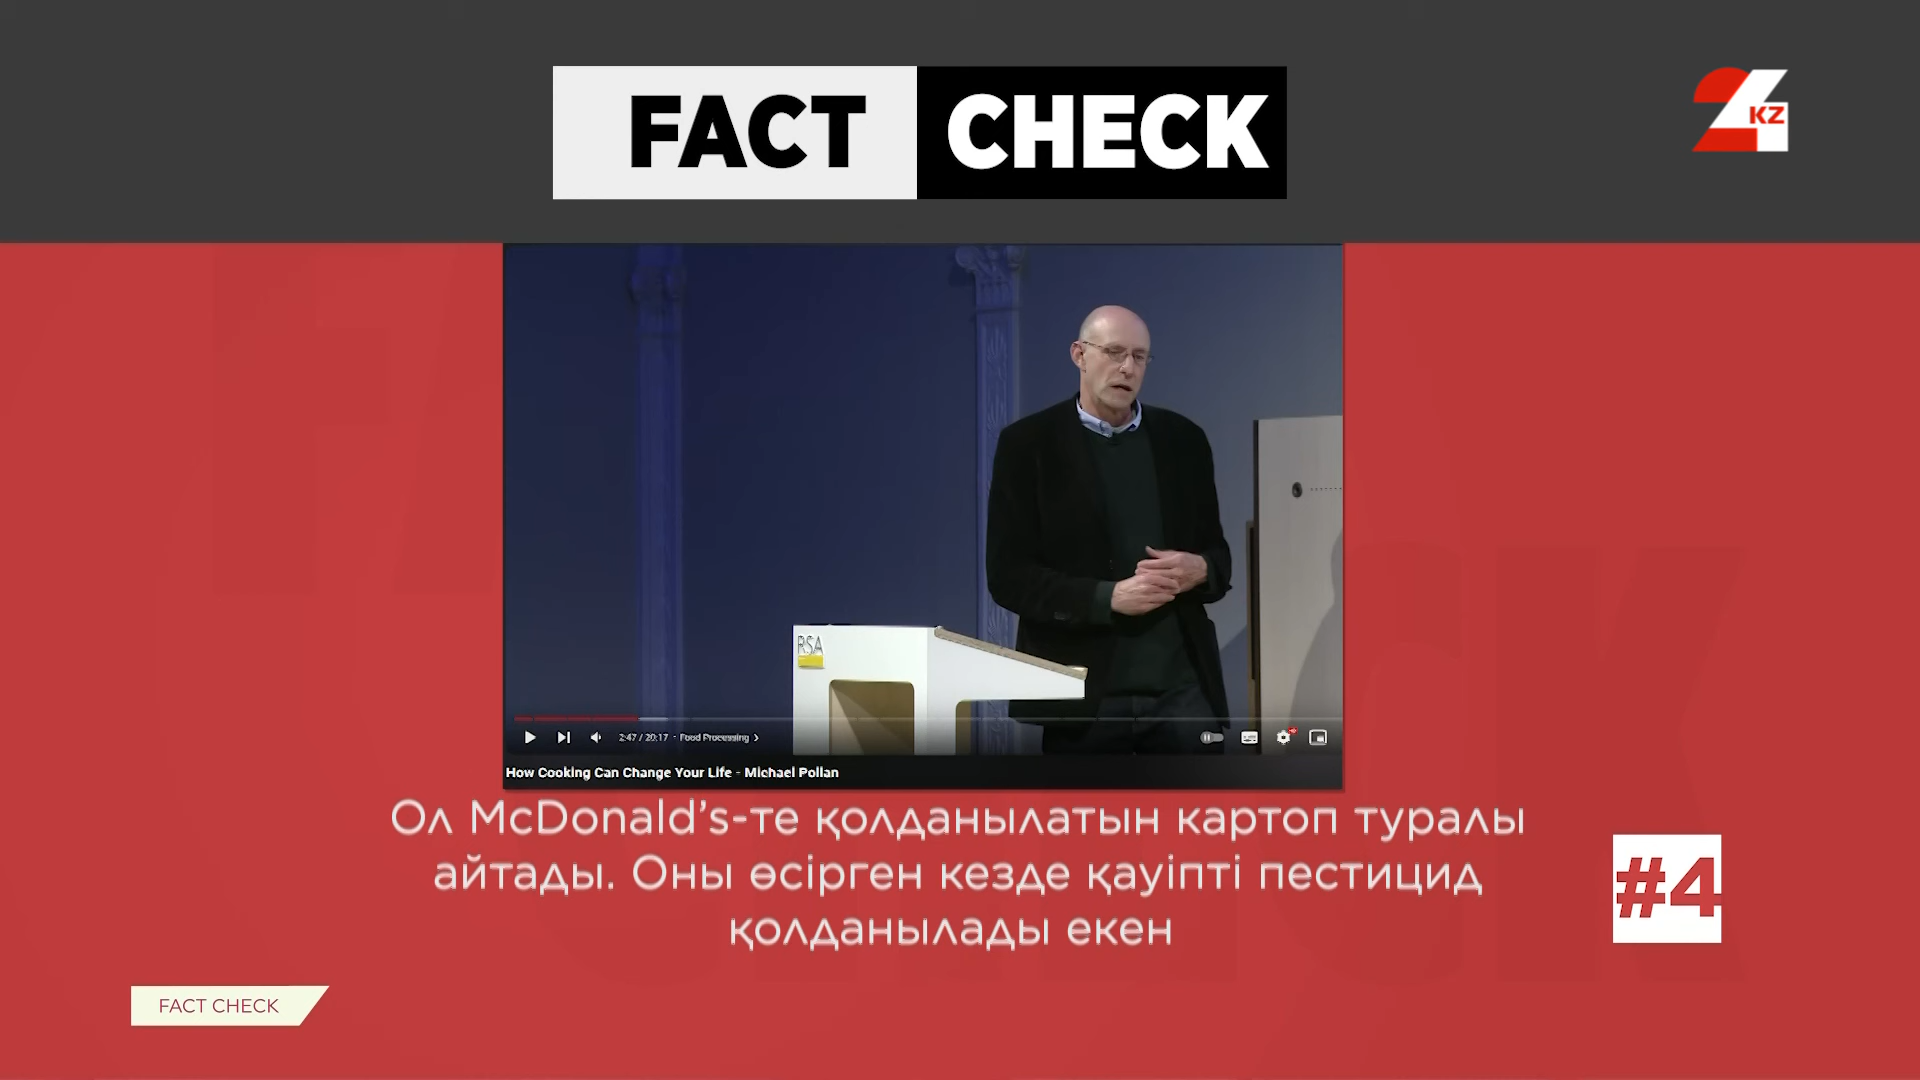 FACT CHECK
24 KZ
RSA
2:47 / 20:17 · Food Processing >
How Cooking Can Change Your Life - Michael Pollan
Ол McDonald’s-те қолданылатын картоп туралы
айтады. Оны өсірген кезде қауіпті пестицид
қолданылады екен
#4
FACT CHECK